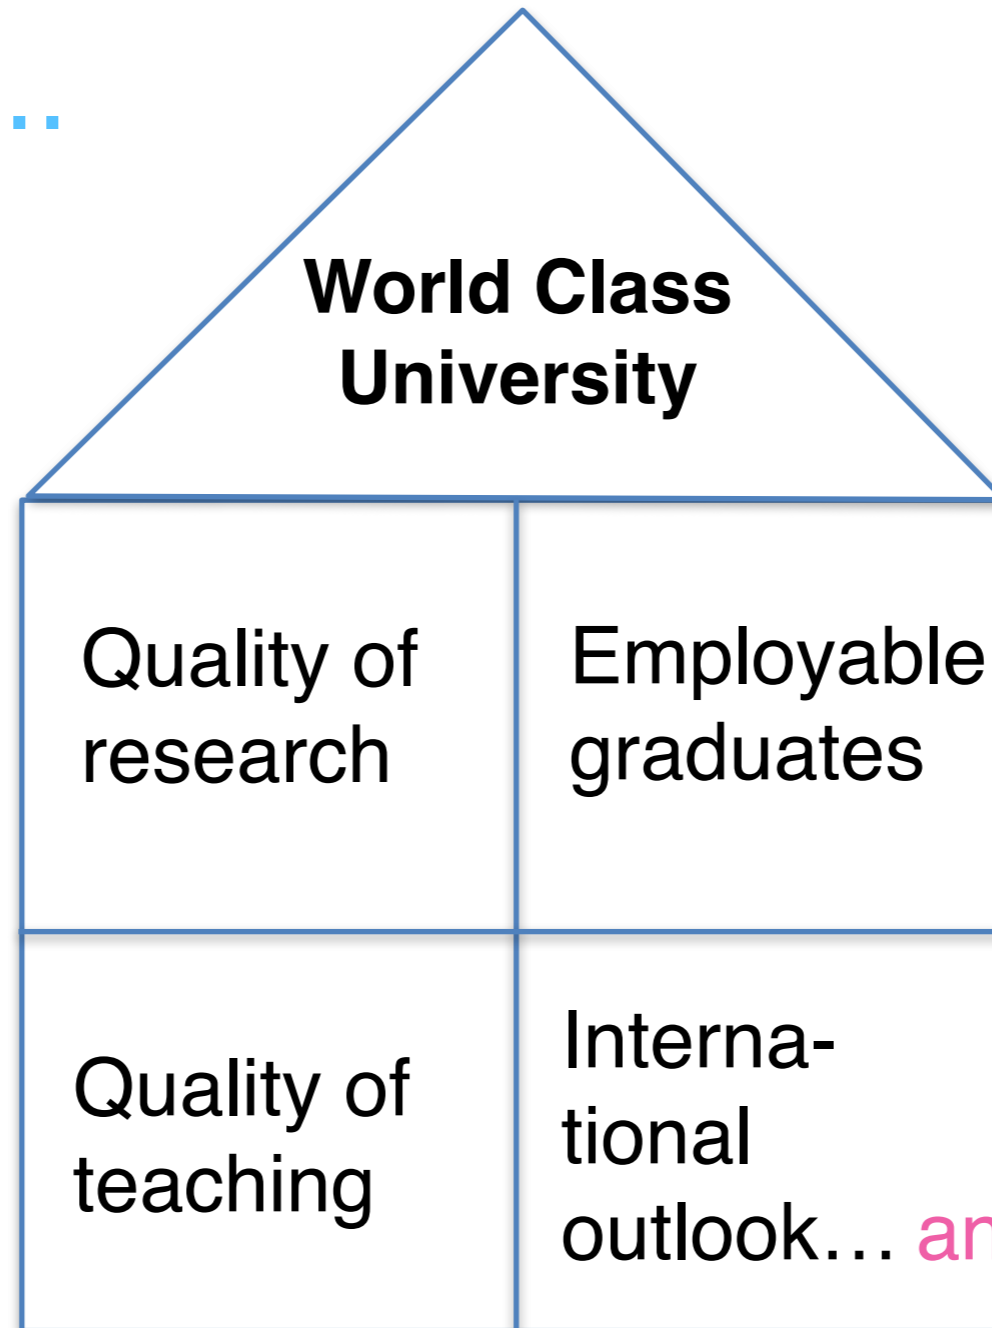 ..
World Class
University
Quality of
research
Employable
graduates
Quality of
teaching
Interna-
tional
outlook…